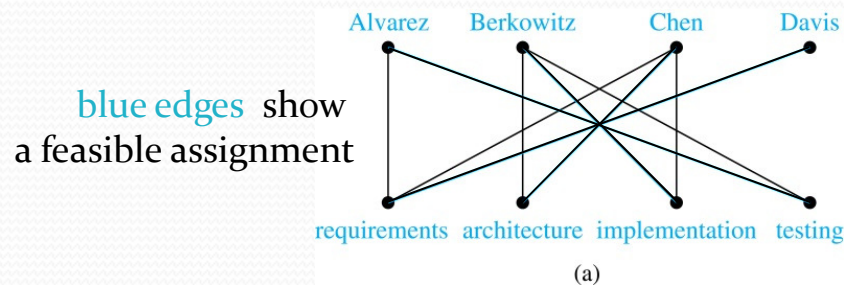 Alvarez Berkowitz Chen Davis
blue edges show
a feasible assignment
requirements architecture implementation testing
(a)